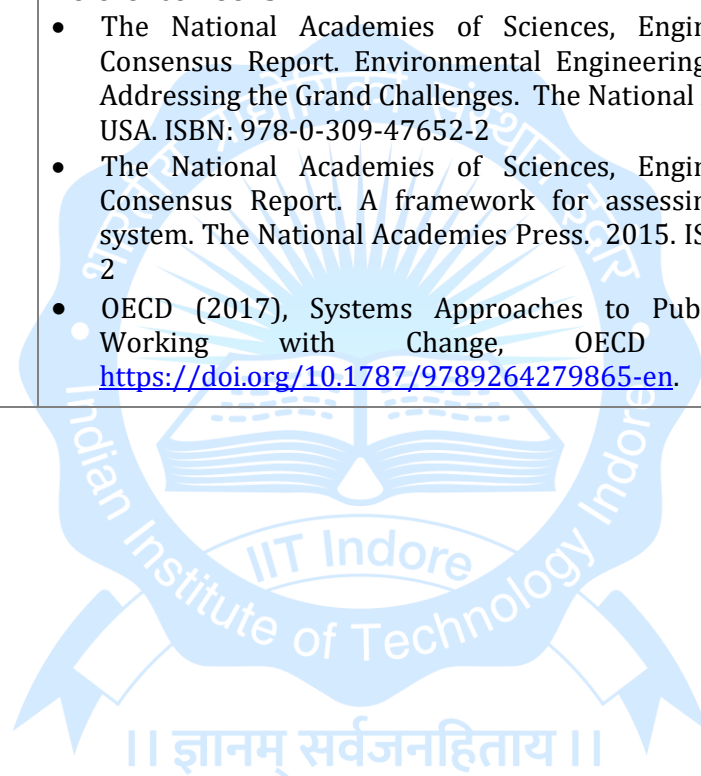 • The National Academies of Sciences, Engin
Consensus Report. Environmental Engineering
Addressing the Grand Challenges. The National
USA. ISBN: 978-0-309-47652-2
• The National Academies of Sciences, Engin
Consensus Report. A framework for assessin
system. The National Academies Press. 2015. IS
2
• OECD (2017), Systems Approaches to Pub
Working with Change, OECD
https://doi.org/10.1787/9789264279865-en.
भारतीय प्रौद्योगिकी संस्थान इंदौर
IIT Indore
Indian Institute of Technology Indore
।। ज्ञानम् सर्वजनहिताय ।।